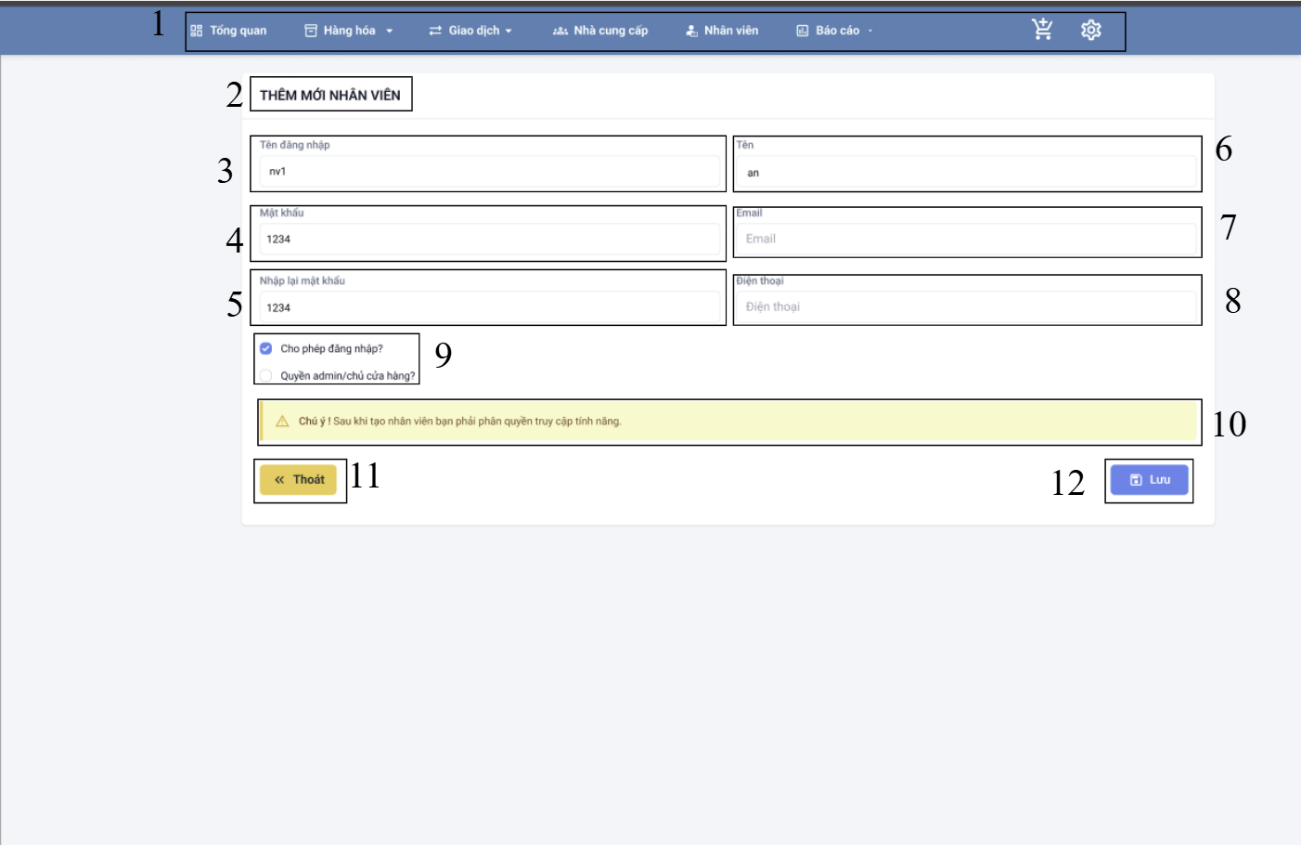 1 Tổng quan Hàng hóa Giao dịch Nhà cung cấp Nhân viên Báo cáo
2 THÊM MỚI NHÂN VIÊN
Tên đăng nhập Tên
3 nv1 an 6
Mật khẩu Email
4 1234 Email 7
Nhập lại mật khẩu Điện thoại
5 1234 Điện thoại 8
Cho phép đăng nhập? 9
Quyền admin/chủ cửa hàng?
Chú ý ! Sau khi tạo nhân viên bạn phải phân quyền truy cập tính năng. 10
Thoát 11 12 Lưu